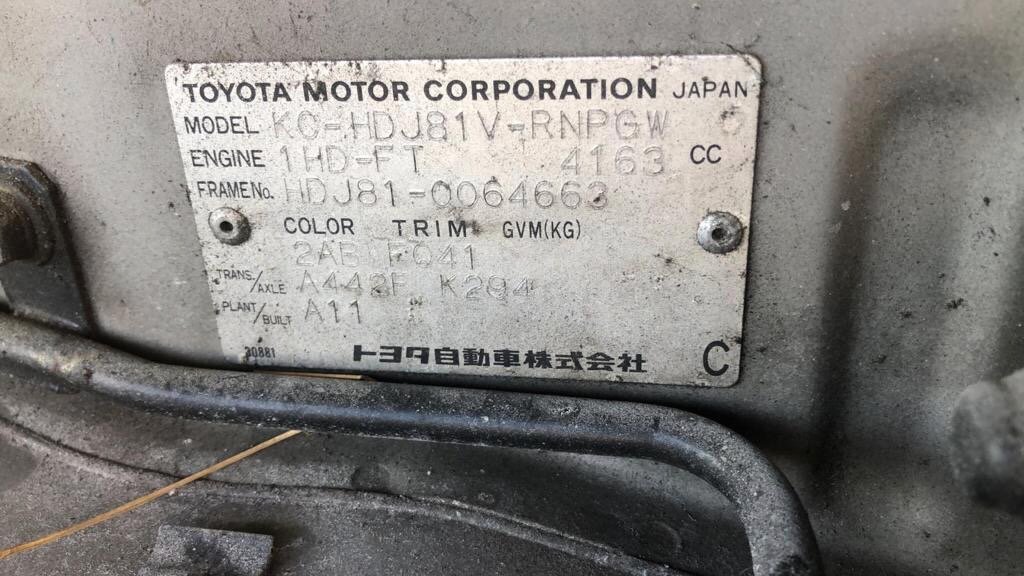 TOYOTA MOTOR CORPORATION JAPAN
MODEL KC-HDJ81V-RNPGW
ENGINE 1HD-FT 4163 CC
FRAME No. HDJ81-0064663
COLOR TRIM GVM(KG)
2AB FQ41
TRANS/AXLE A442F K294
PLANT/BUILT A11
30881 トヨタ自動車株式会社 C